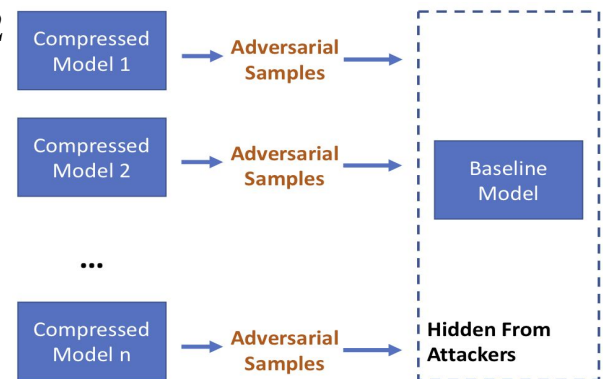 Compressed
Model 1
Adversarial
Samples
Compressed
Model 2
Adversarial
Samples
Baseline
Model
...
Compressed
Model n
Adversarial
Samples
Hidden From
Attackers